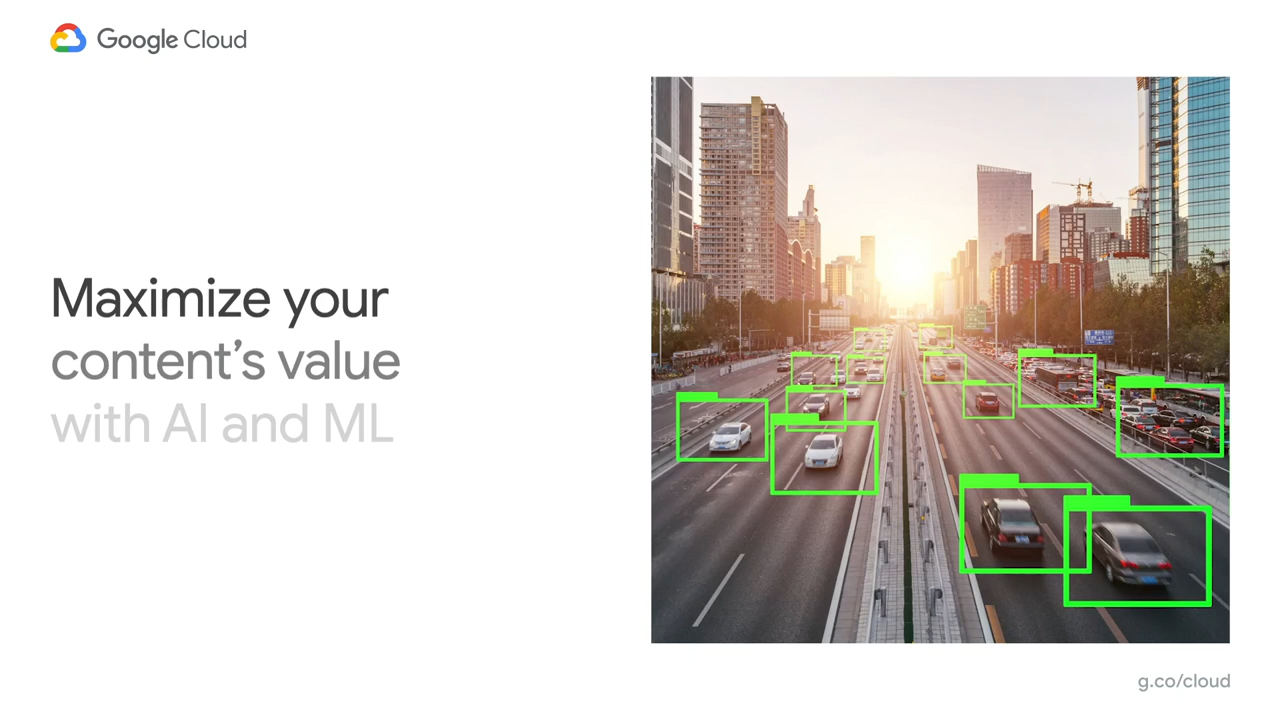 Google Cloud
Maximize your
content’s value
with AI and ML
g.co/cloud